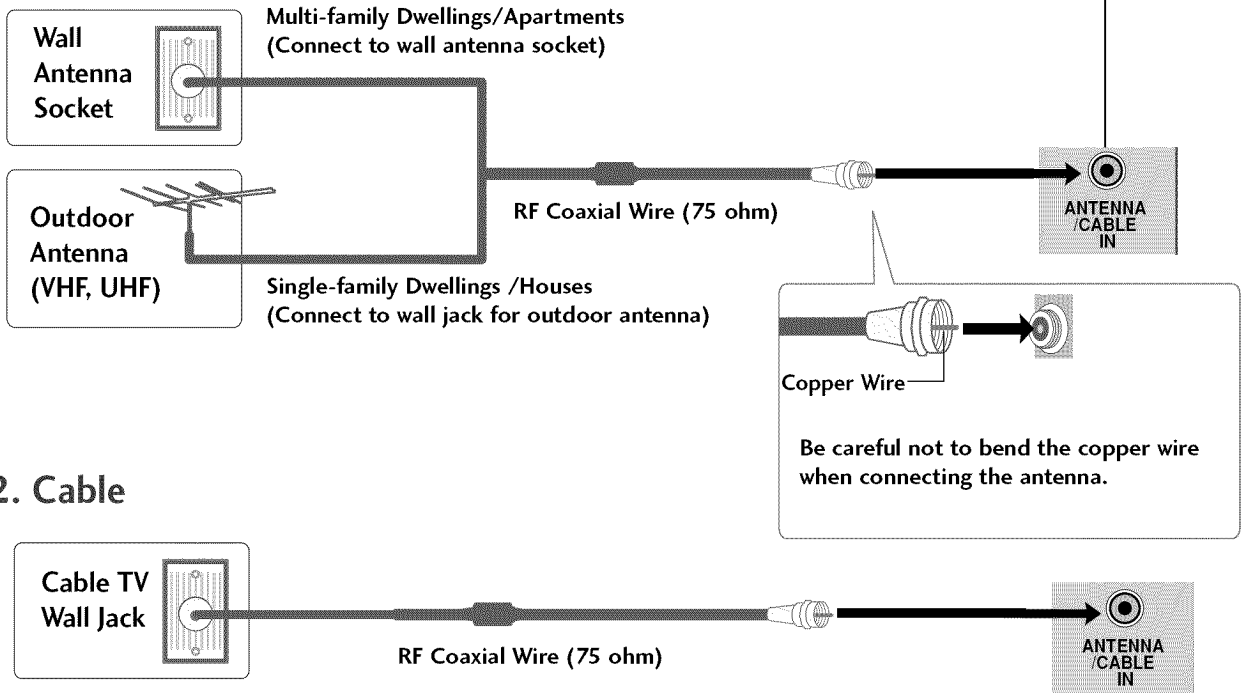 Multi-family Dwellings/Apartments
(Connect to wall antenna socket)
Wall
Antenna
Socket
RF Coaxial Wire (75 ohm)
ANTENNA
/CABLE
IN
Outdoor
Antenna
(VHF, UHF)
Single-family Dwellings /Houses
(Connect to wall jack for outdoor antenna)
Copper Wire
Be careful not to bend the copper wire
when connecting the antenna.
2. Cable
Cable TV
Wall Jack
RF Coaxial Wire (75 ohm)
ANTENNA
/CABLE
IN